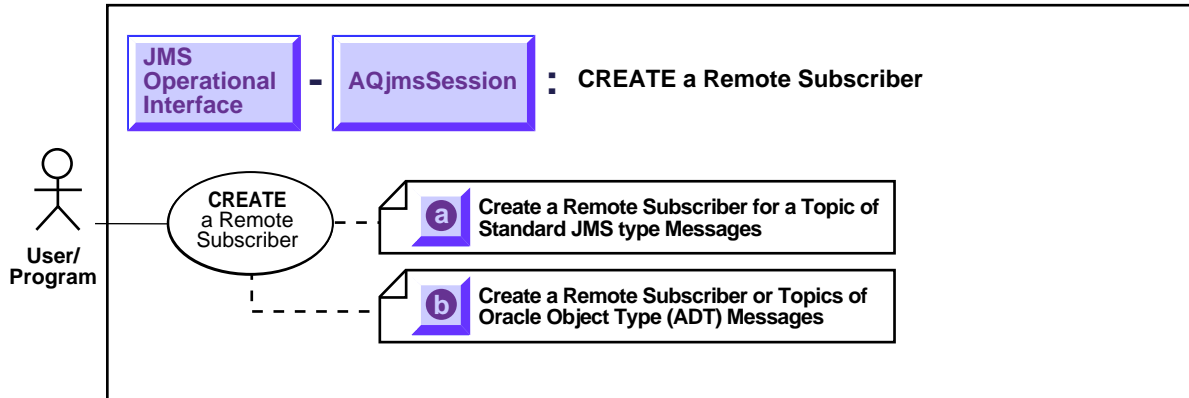 JMS
Operational
Interface
-
AQjmsSession
: CREATE a Remote Subscriber
CREATE
a Remote
Subscriber
User/
Program
a
Create a Remote Subscriber for a Topic of
Standard JMS type Messages
b
Create a Remote Subscriber or Topics of
Oracle Object Type (ADT) Messages